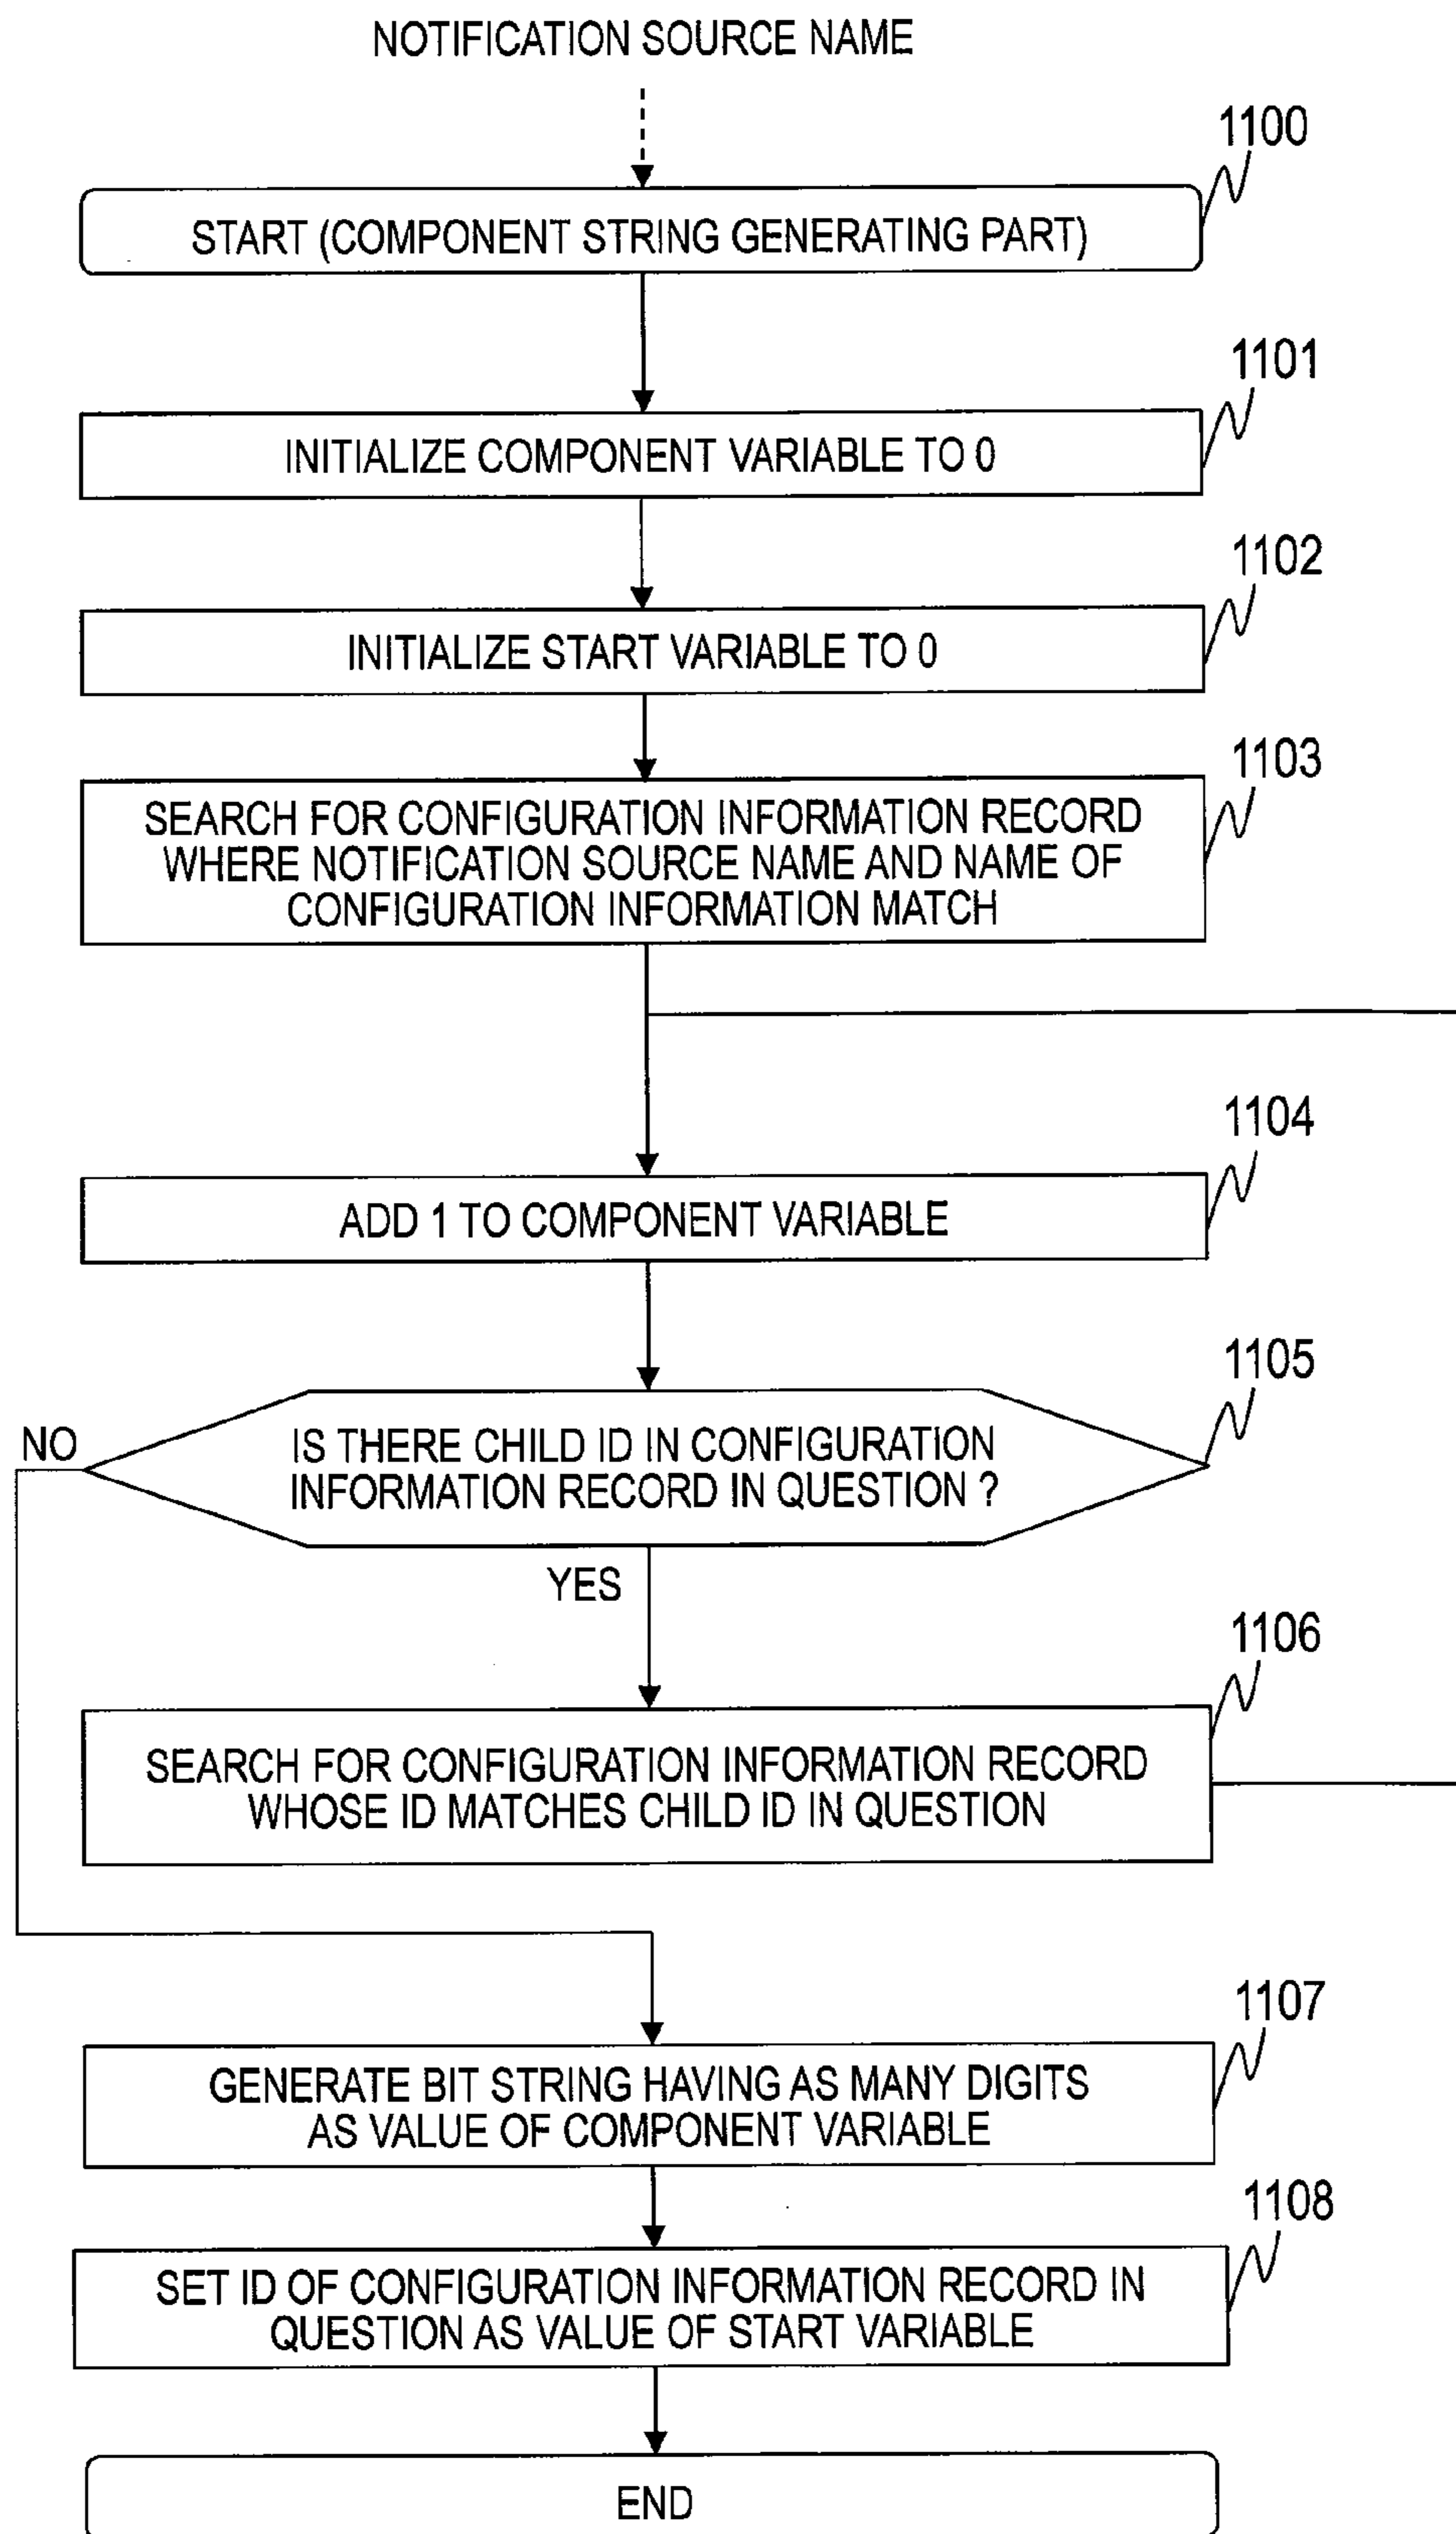 NOTIFICATION SOURCE NAME
1100
START (COMPONENT STRING GENERATING PART)
1101
INITIALIZE COMPONENT VARIABLE TO 0
1102
INITIALIZE START VARIABLE TO 0
1103
SEARCH FOR CONFIGURATION INFORMATION RECORD
WHERE NOTIFICATION SOURCE NAME AND NAME OF
CONFIGURATION INFORMATION MATCH
1104
ADD 1 TO COMPONENT VARIABLE
1105
NO
IS THERE CHILD ID IN CONFIGURATION
INFORMATION RECORD IN QUESTION ?
YES
1106
SEARCH FOR CONFIGURATION INFORMATION RECORD
WHOSE ID MATCHES CHILD ID IN QUESTION
1107
GENERATE BIT STRING HAVING AS MANY DIGITS
AS VALUE OF COMPONENT VARIABLE
1108
SET ID OF CONFIGURATION INFORMATION RECORD IN
QUESTION AS VALUE OF START VARIABLE
END